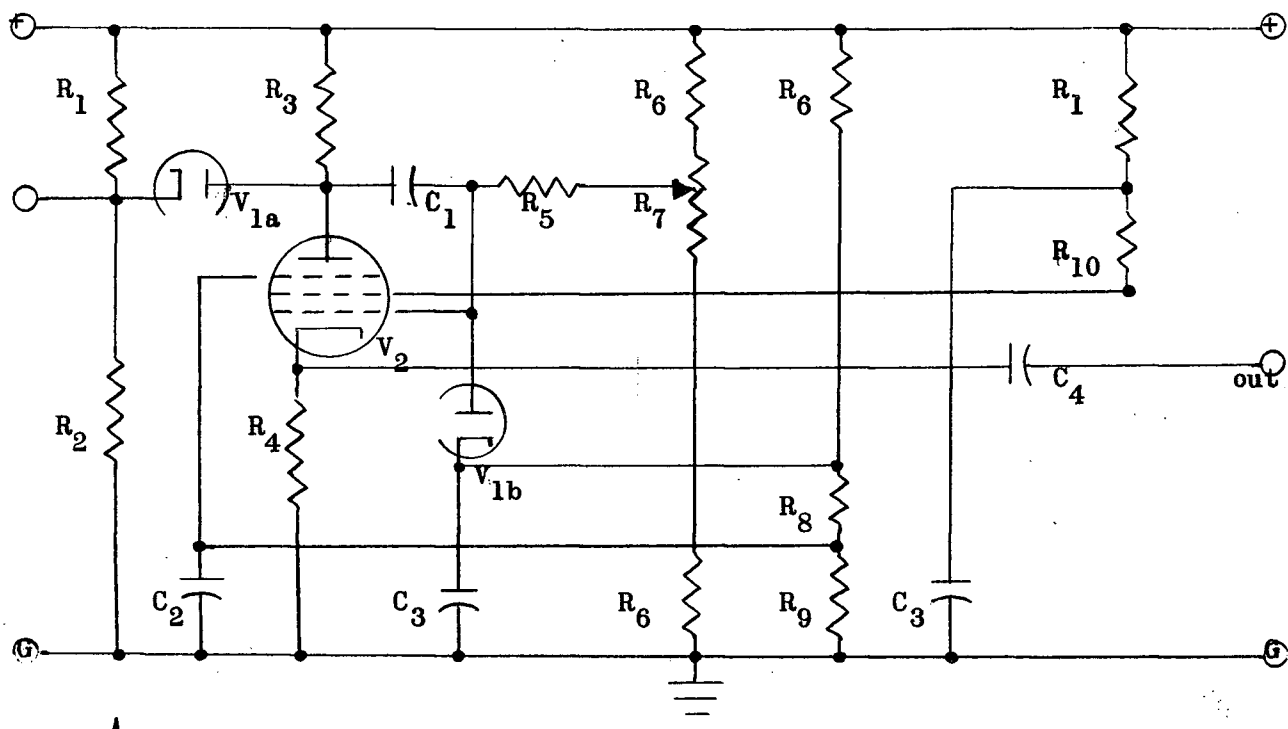 + +
R1 R3 R6 R6 R1
V1a C1 R5 R7
R10
V2
out
C4
R2 R4
V1b
R8
C2 C3 R6 R9 C3
G G